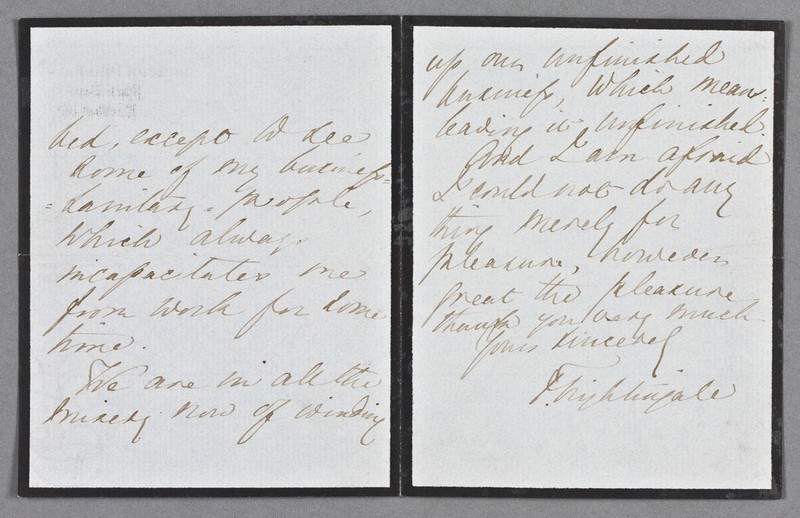 bed, except to see
some of my business-
=sanitary-people,
which always
incapacitates me
from work for some
time.
We are in all the
misery now of winding
up our unfinished
business, which means
leaving it unfinished.
And I am afraid
I could not do any
thing merely for
pleasure, however
great the pleasure
thank you very much
Yours sincerely
F. Nightingale